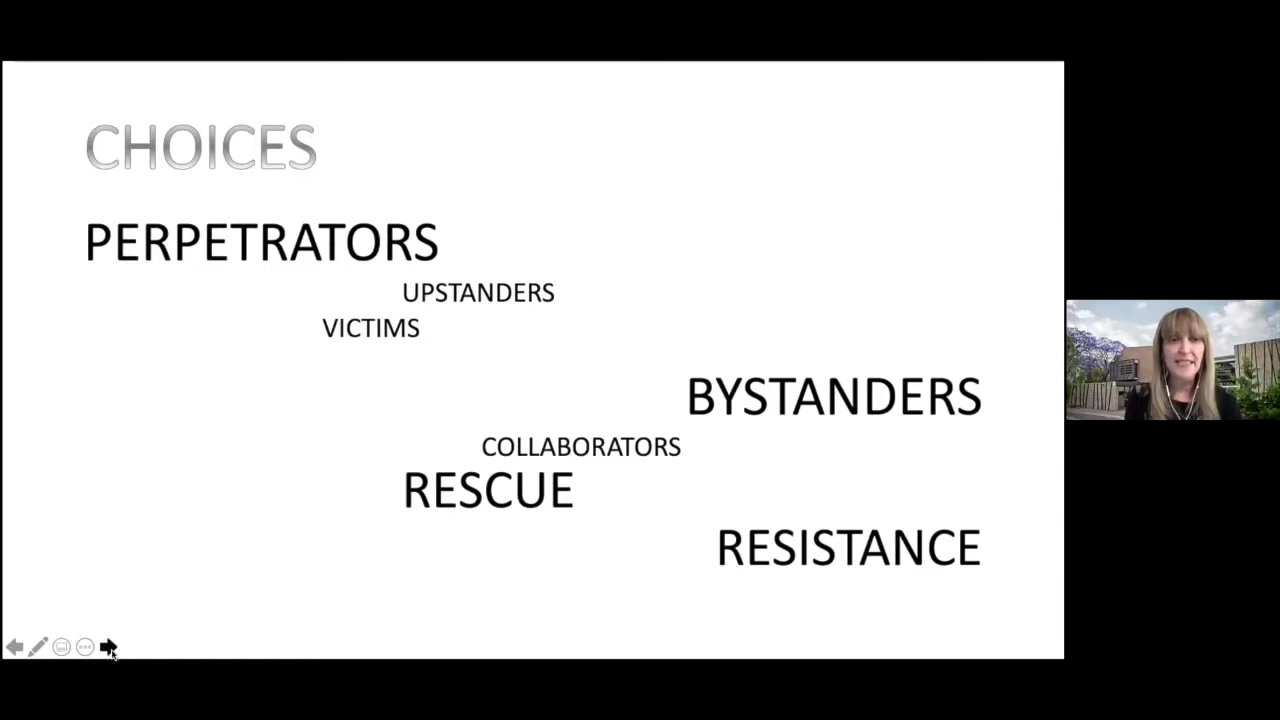 CHOICES
PERPETRATORS
UPSTANDERS
VICTIMS
BYSTANDERS
COLLABORATORS
RESCUE
RESISTANCE